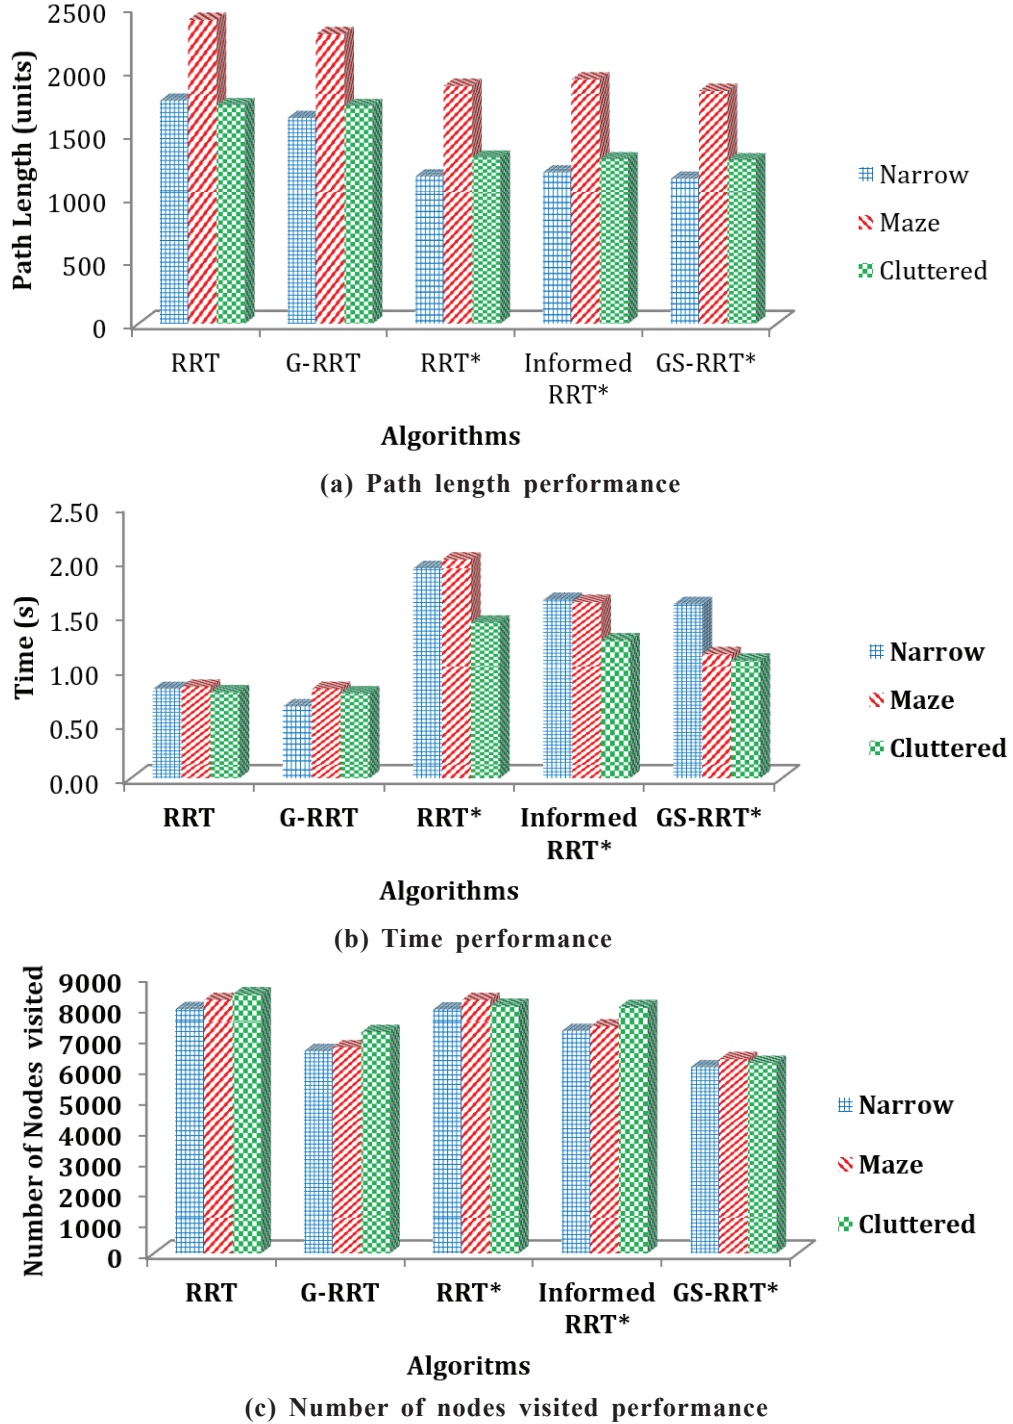 2500
2000
1500
1000
500
0
Path Length (units)
RRT G-RRT RRT* Informed RRT* GS-RRT*
Algorithms
Narrow
Maze
Cluttered
(a) Path length performance
2.50
2.00
1.50
1.00
0.50
0.00
Time (s)
RRT G-RRT RRT* Informed RRT* GS-RRT*
Algorithms
Narrow
Maze
Cluttered
(b) Time performance
9000
8000
7000
6000
5000
4000
3000
2000
1000
0
Number of Nodes visited
RRT G-RRT RRT* Informed RRT* GS-RRT*
Algoritms
Narrow
Maze
Cluttered
(c) Number of nodes visited performance